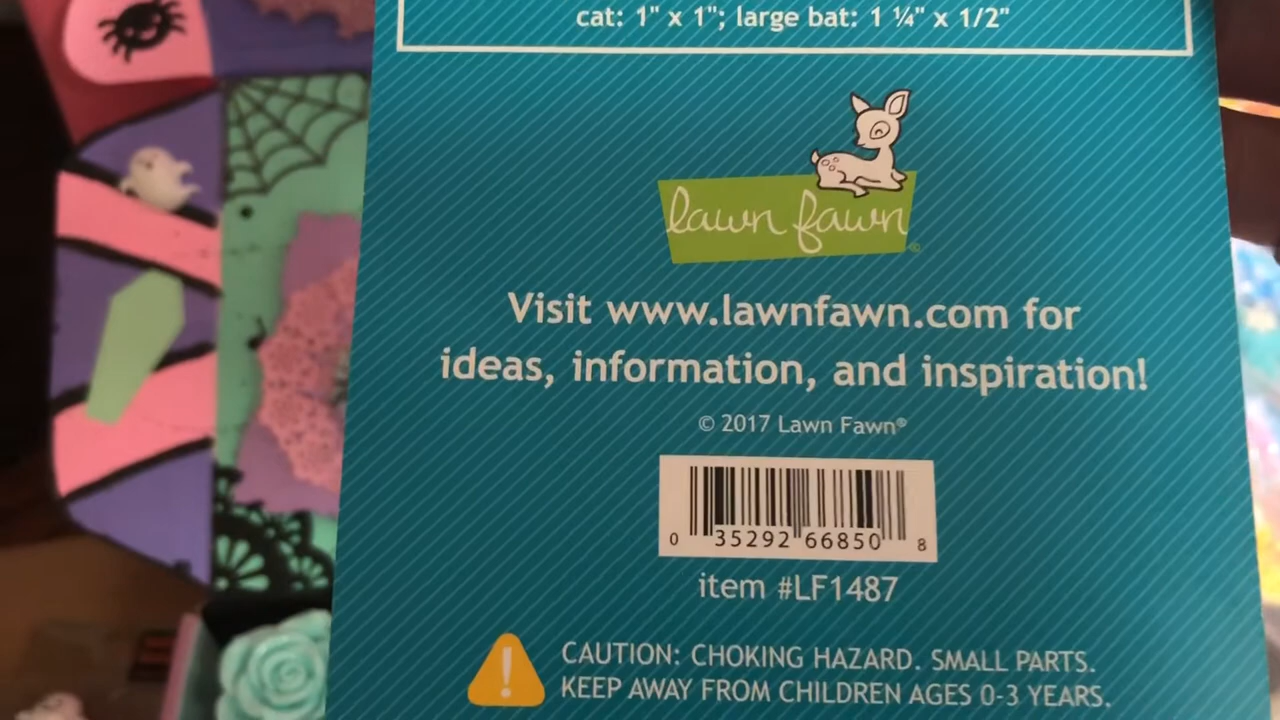 cat: 1" x 1"; large bat: 1 ¼" x 1/2"
lawn fawn®
Visit www.lawnfawn.com for
ideas, information, and inspiration!
© 2017 Lawn Fawn®
0 35292 66850 8
item #LF1487
CAUTION: CHOKING HAZARD. SMALL PARTS.
KEEP AWAY FROM CHILDREN AGES 0-3 YEARS.